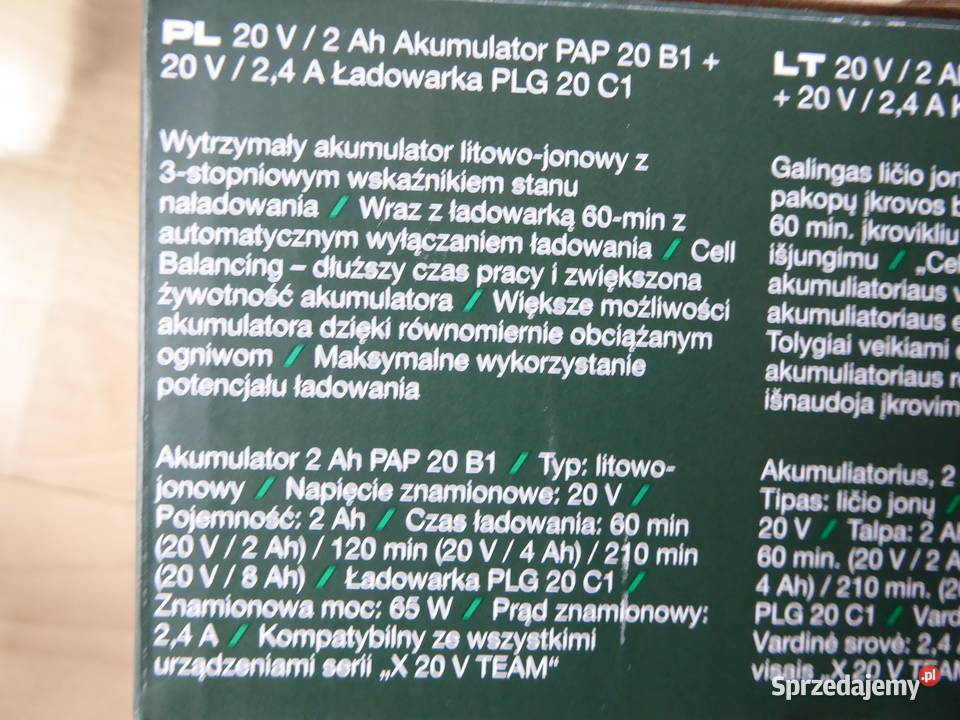 PL 20 V / 2 Ah Akumulator PAP 20 B1 +
20 V / 2,4 A Ładowarka PLG 20 C1
Wytrzymały akumulator litowo-jonowy z
3-stopniowym wskaźnikiem stanu
naładowania / Wraz z ładowarką 60-min z
automatycznym wyłączaniem ładowania / Cell
Balancing – dłuższy czas pracy i zwiększona
żywotność akumulatora / Większe możliwości
akumulatora dzięki równomiernie obciążanym
ogniwom / Maksymalne wykorzystanie
potencjału ładowania
Akumulator 2 Ah PAP 20 B1 / Typ: litowo-
jonowy / Napięcie znamionowe: 20 V /
Pojemność: 2 Ah / Czas ładowania: 60 min
(20 V / 2 Ah) / 120 min (20 V / 4 Ah) / 210 min
(20 V / 8 Ah) / Ładowarka PLG 20 C1 /
Znamionowa moc: 65 W / Prąd znamionowy:
2,4 A / Kompatybilny ze wszystkimi
urządzeniami serii „X 20 V TEAM“
LT 20 V / 2 A
+ 20 V / 2,4 A
Galingas ličio jon
pakopų įkrovos
60 min. įkrovikliu
išjungimu / „Cel
akumuliatoriaus
akumuliatoriaus
Tolygiai veikiami
akumuliatoriaus
išnaudoja įkrovim
Akumuliatorius, 2
Tipas: ličio jonų /
20 V / Talpa: 2 A
60 min. (20 V / 2 A
4 Ah) / 210 min. (2
PLG 20 C1 / Vard
Vardinė srovė: 2,4
visais „X 20 V TEA
Sprzedajemy.pl